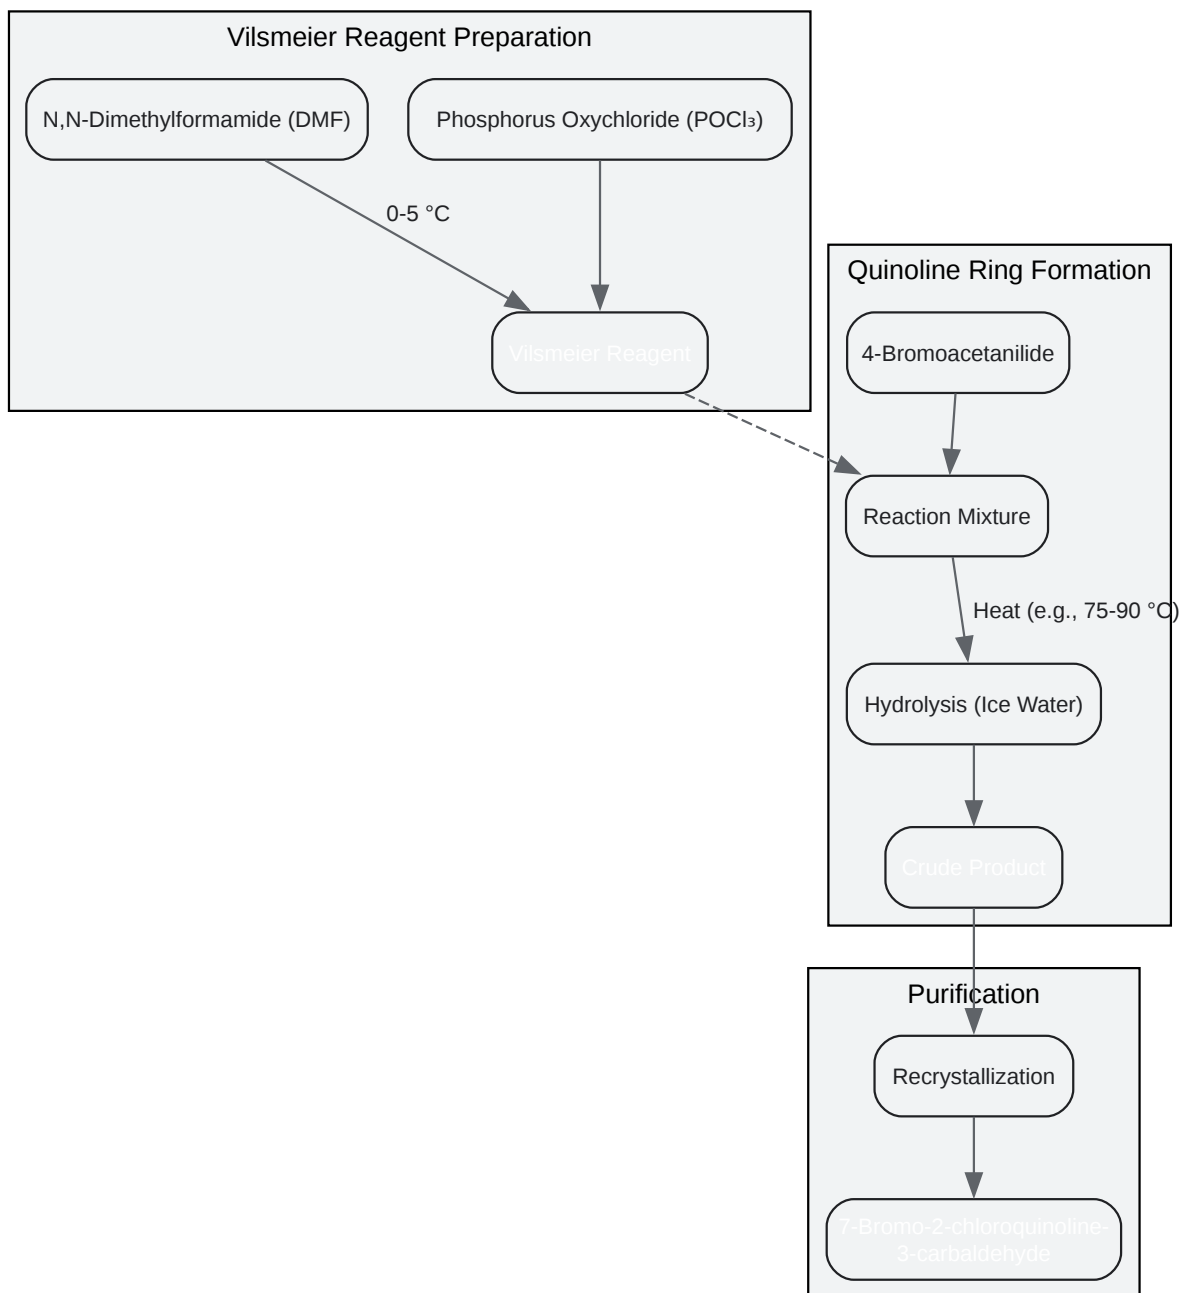 Vilsmeier Reagent Preparation
N,N-Dimethylformamide (DMF)
Phosphorus Oxychloride (POCl₃)
0-5 °C
Vilsmeier Reagent
Quinoline Ring Formation
4-Bromoacetanilide
Reaction Mixture
Heat (e.g., 75-90 °C)
Hydrolysis (Ice Water)
Crude Product
Purification
Recrystallization
7-Bromo-2-chloroquinoline-
3-carbaldehyde